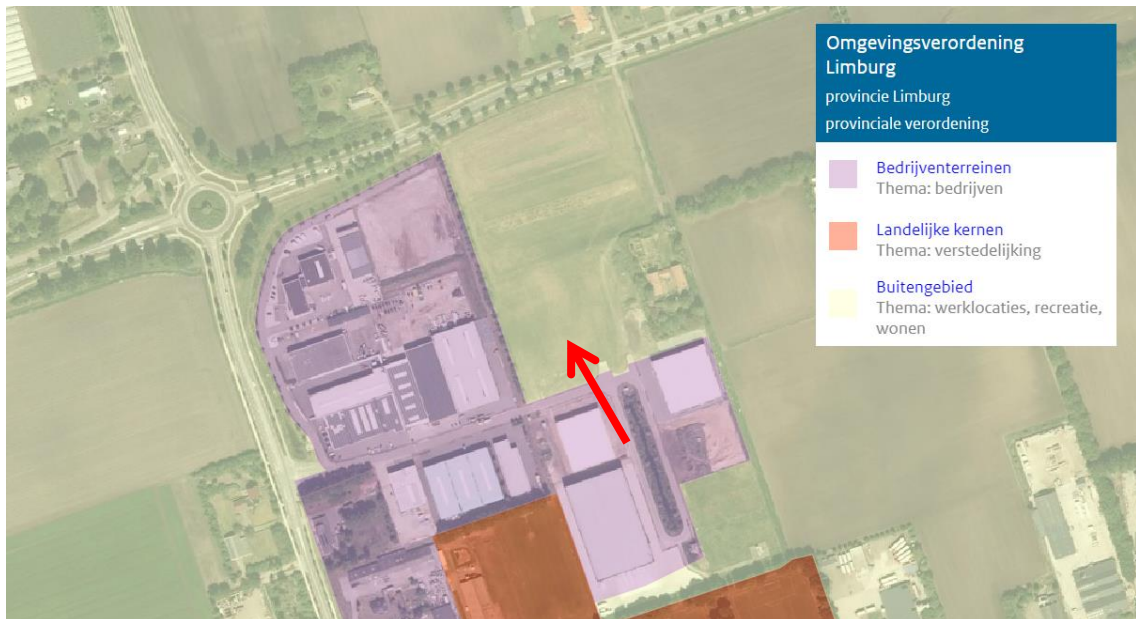 Omgevingsverordening
Limburg
provincie Limburg
provinciale verordening
Bedrijventerreinen
Thema: bedrijven
Landelijke kernen
Thema: verstedelijking
Buitengebied
Thema: werklocaties, recreatie,
wonen